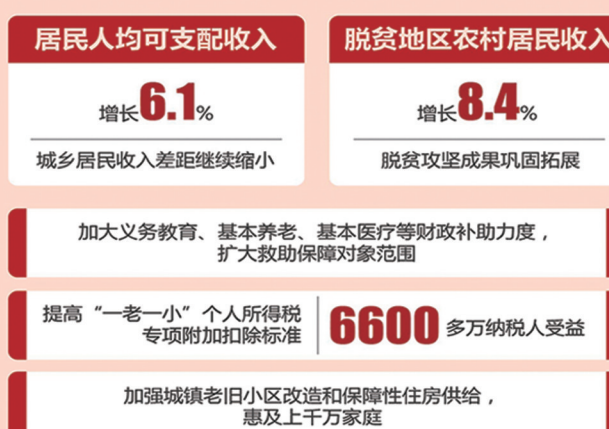 居民人均可支配收入
脱贫地区农村居民收入
增长6.1%
增长8.4%
城乡居民收入差距继续缩小
脱贫攻坚成果巩固拓展
加大义务教育、基本养老、基本医疗等财政补助力度，
扩大救助保障对象范围
提高“一老一小”个人所得税
专项附加扣除标准
6600多万纳税人受益
加强城镇老旧小区改造和保障性住房供给，
惠及上千万家庭